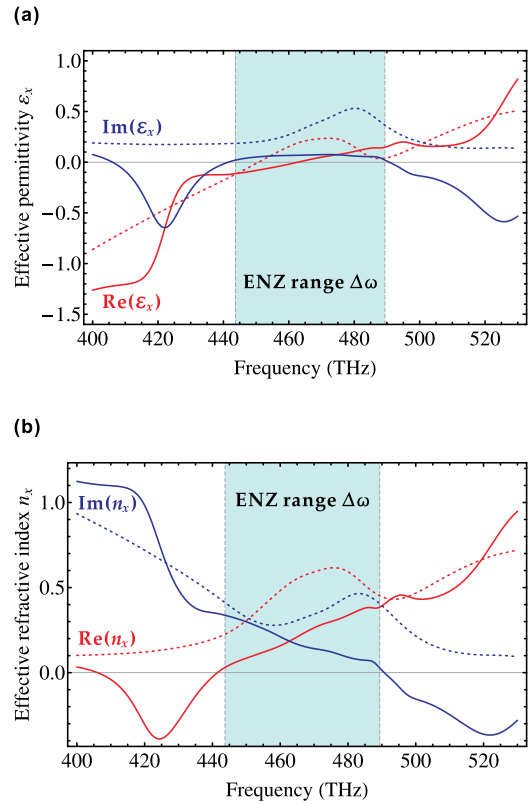 (a)
Effective permittivity εx
1.0
0.5
0.0
-0.5
-1.0
-1.5
Im(εx)
Re(εx)
ENZ range Δω
400 420 440 460 480 500 520
Frequency (THz)
(b)
Effective refractive index nx
1.0
0.5
0.0
Im(nx)
ENZ range Δω
Re(nx)
400 420 440 460 480 500 520
Frequency (THz)